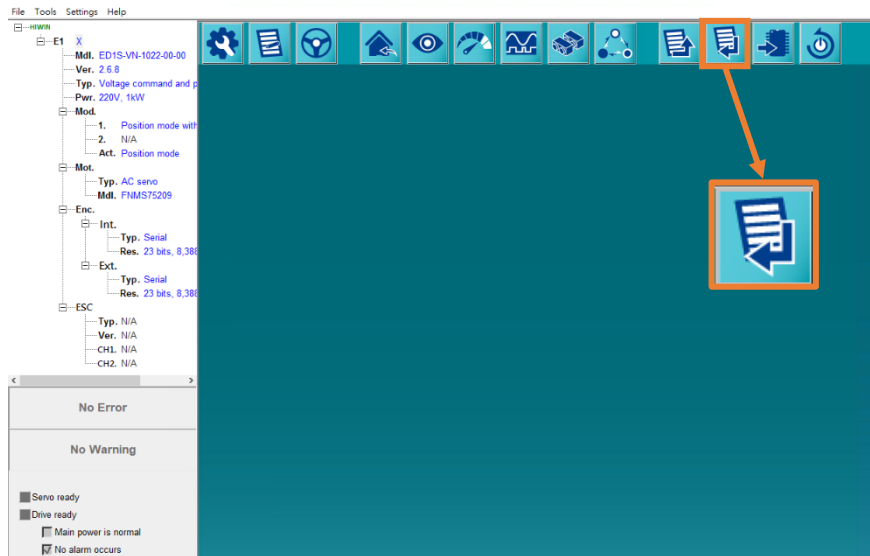 File Tools Settings Help
HIWIN
E1 X
Mdl. ED1S-VN-1022-00-00
Ver. 2.6.8
Typ. Voltage command and p
Pwr. 220V, 1kW
Mod.
1. Position mode with
2. N/A
Act. Position mode
Mot.
Typ. AC servo
Mdl. FNMS75209
Enc.
Int.
Typ. Serial
Res. 23 bits, 8,388
Ext.
Typ. Serial
Res. 23 bits, 8,388
ESC
Typ. N/A
Ver. N/A
CH1. N/A
CH2. N/A
No Error
No Warning
Servo ready
Drive ready
Main power is normal
No alarm occurs